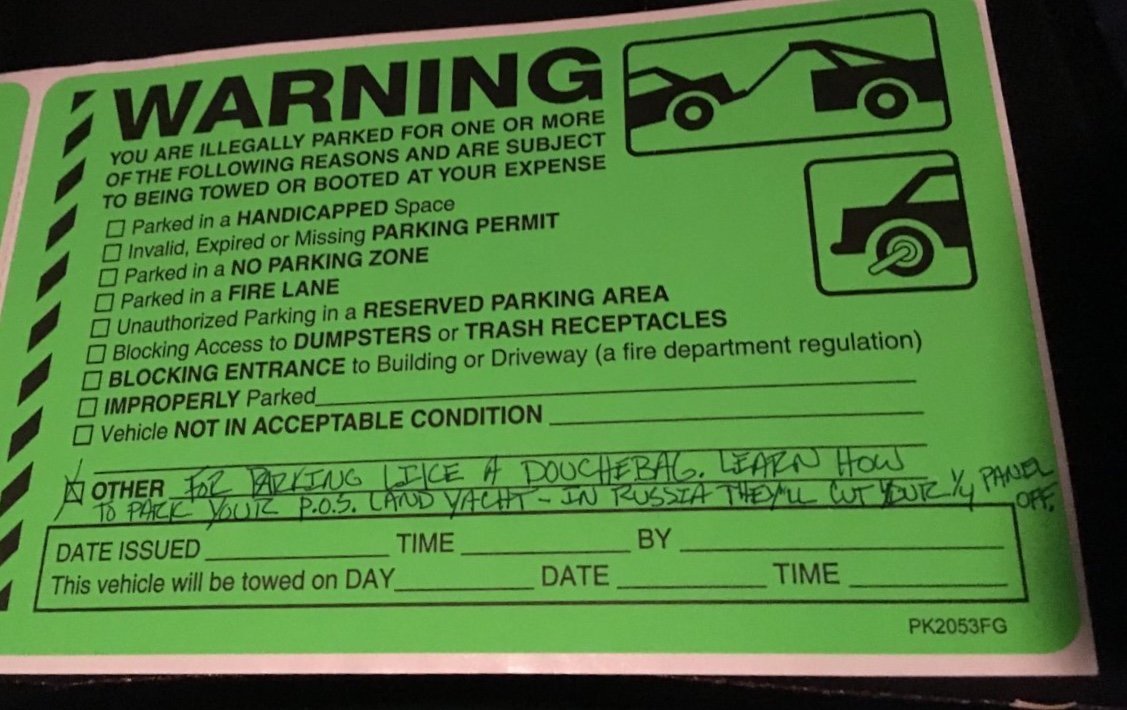 WARNING
YOU ARE ILLEGALLY PARKED FOR ONE OR MORE
OF THE FOLLOWING REASONS AND ARE SUBJECT
TO BEING TOWED OR BOOTED AT YOUR EXPENSE
Parked in a HANDICAPPED Space
Invalid, Expired or Missing PARKING PERMIT
Parked in a NO PARKING ZONE
Parked in a FIRE LANE
Unauthorized Parking in a RESERVED PARKING AREA
Blocking Access to DUMPSTERS or TRASH RECEPTACLES
BLOCKING ENTRANCE to Building or Driveway (a fire department regulation)
IMPROPERLY Parked
Vehicle NOT IN ACCEPTABLE CONDITION
OTHER FOR PARKING LIKE A DOUCHEBAG. LEARN HOW
TO PARK YOUR P.O.S. LAND YACHT - IN RUSSIA THEY'LL CUT YOUR 1/4 PANEL
OFF.
DATE ISSUED TIME BY
This vehicle will be towed on DAY DATE TIME
PK2053FG